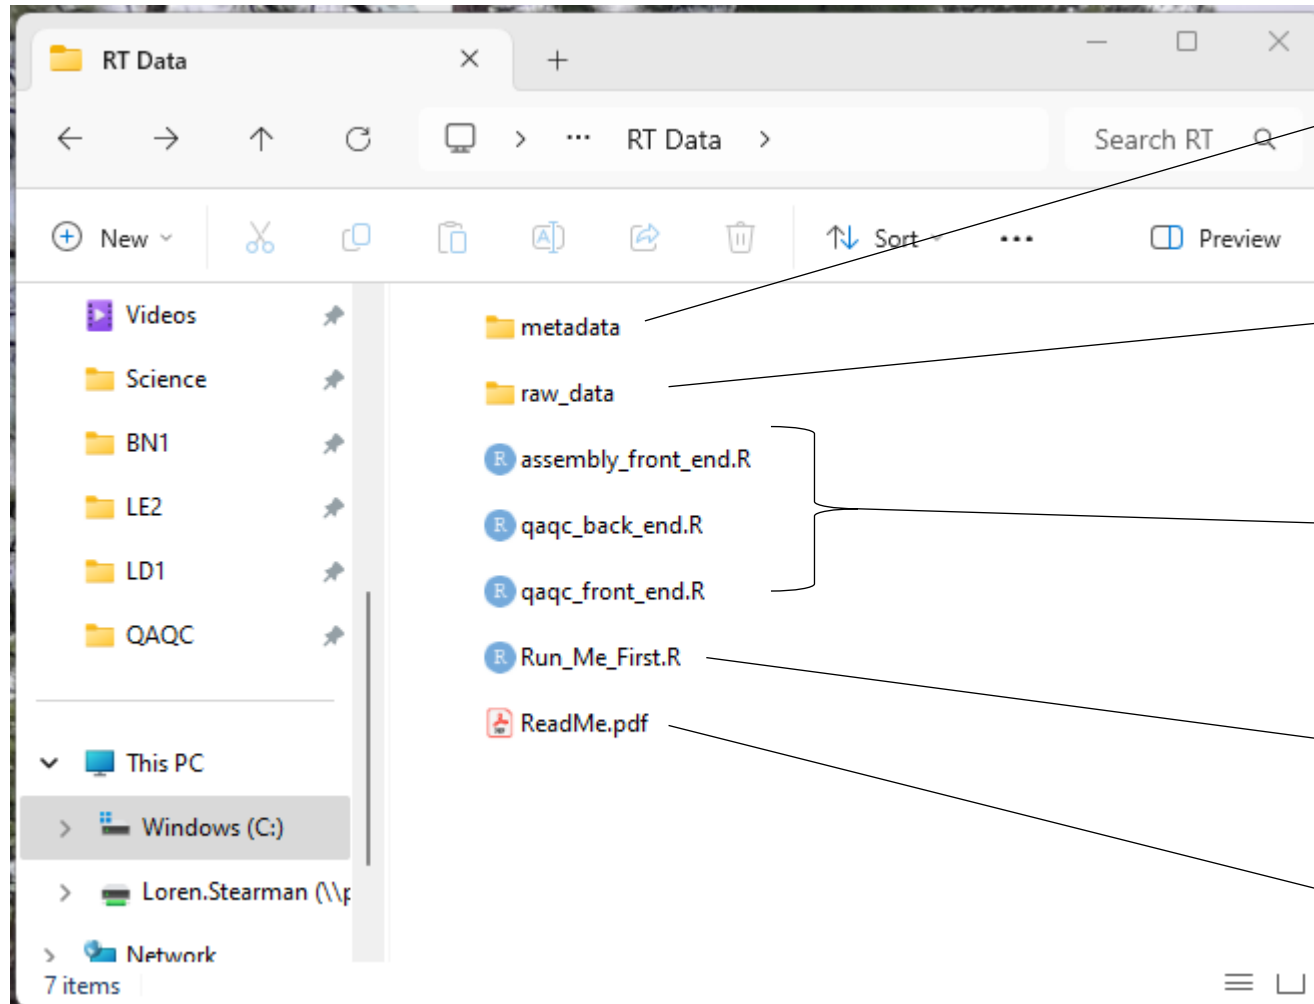 RT Data
RT Data
Search RT
New
Sort
Preview
Videos
Science
BN1
LE2
LD1
QAQC
This PC
Windows (C:)
Loren.Stearman (\\p
Network
metadata
raw_data
assembly_front_end.R
qaqc_back_end.R
qaqc_front_end.R
Run_Me_First.R
ReadMe.pdf
7 items